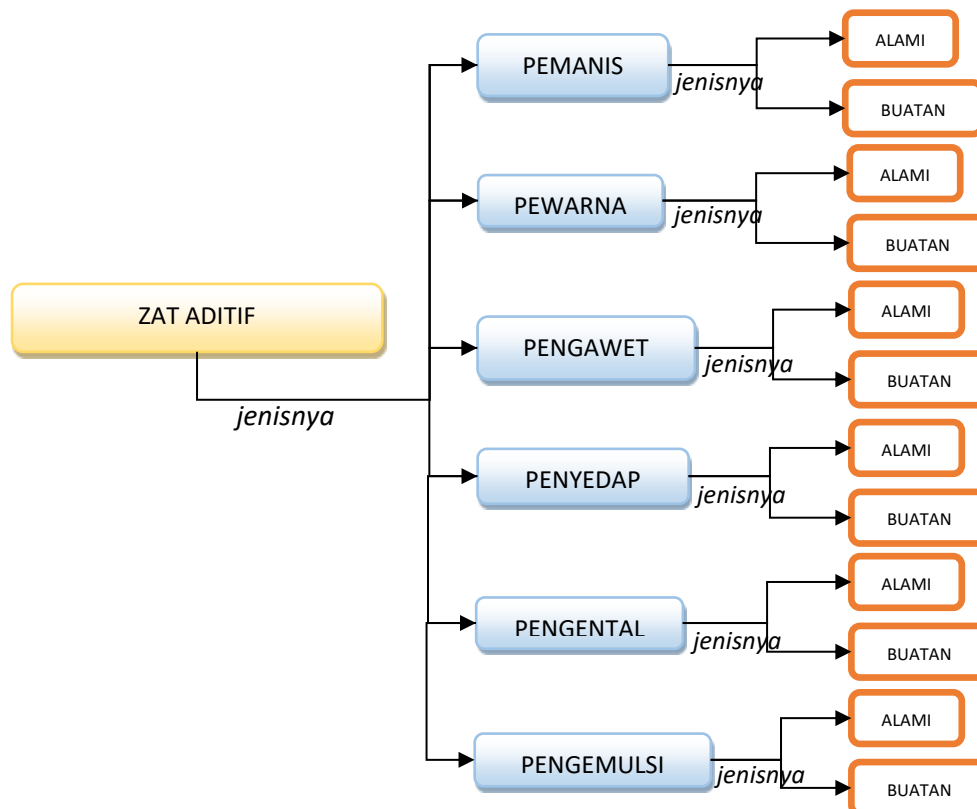 ZAT ADITIF
jenisnya
PEMANIS
jenisnya
ALAMI
BUATAN
PEWARNA
jenisnya
ALAMI
BUATAN
PENGAWET
jenisnya
ALAMI
BUATAN
PENYEDAP
jenisnya
ALAMI
BUATAN
PENGENTAL
jenisnya
ALAMI
BUATAN
PENGEMULSI
jenisnya
ALAMI
BUATAN